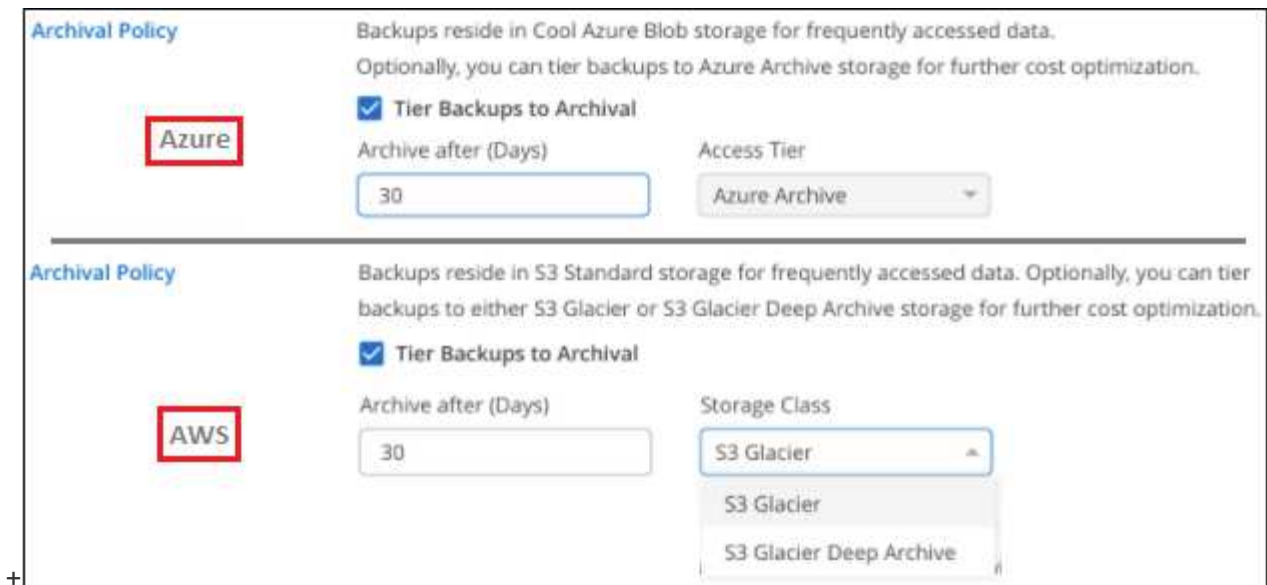 Archival Policy
Backups reside in Cool Azure Blob storage for frequently accessed data.
Optionally, you can tier backups to Azure Archive storage for further cost optimization.
Tier Backups to Archival
Azure
Archive after (Days)
Access Tier
30
Azure Archive
Archival Policy
Backups reside in S3 Standard storage for frequently accessed data. Optionally, you can tier
backups to either S3 Glacier or S3 Glacier Deep Archive storage for further cost optimization.
Tier Backups to Archival
AWS
Archive after (Days)
Storage Class
30
S3 Glacier
S3 Glacier
S3 Glacier Deep Archive
+